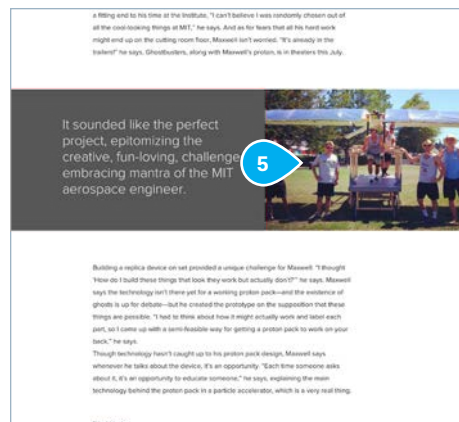 a fitting end to his time at the Institute, "I can't believe I was randomly chosen out of
all the cool-looking things at MIT," he says. And as for fears that all his hard work
might end up on the cutting room floor, Maxwell isn't worried. "It's already in the
trailer!" he says. Ghostbusters, along with Maxwell's proton, is in theaters this July.
It sounded like the perfect
project, epitomizing the
creative, fun-loving, challenge
embracing mantra of the MIT
aerospace engineer.
5
Building a replica device on set provided a unique challenge for Maxwell. "I thought
'How do I build these things that look they work but actually don't?'" he says. Maxwell
says the technology isn't there yet for a working proton pack—and the existence of
ghosts is up for debate—but he created the prototype on the supposition that these
things are possible. "I had to think about how it might actually work and label each
part, so I came up with a semi-feasible way for getting a proton pack to work on your
back," he says.
Though technology hasn't caught up to his proton pack design, Maxwell says
whenever he talks about the device, it's an opportunity. "Each time someone asks
about it, it's an opportunity to educate someone," he says, explaining the main
technology behind the proton pack in a particle accelerator, which is a very real thing.